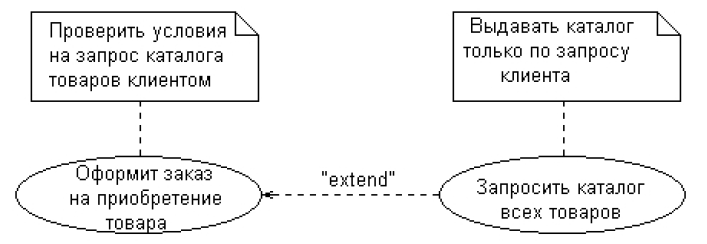 Проверить условия
на запрос каталога
товаров клиентом
Выдавать каталог
только по запросу
клиента
Оформит заказ
на приобретение
товара
"extend"
Запросить каталог
всех товаров